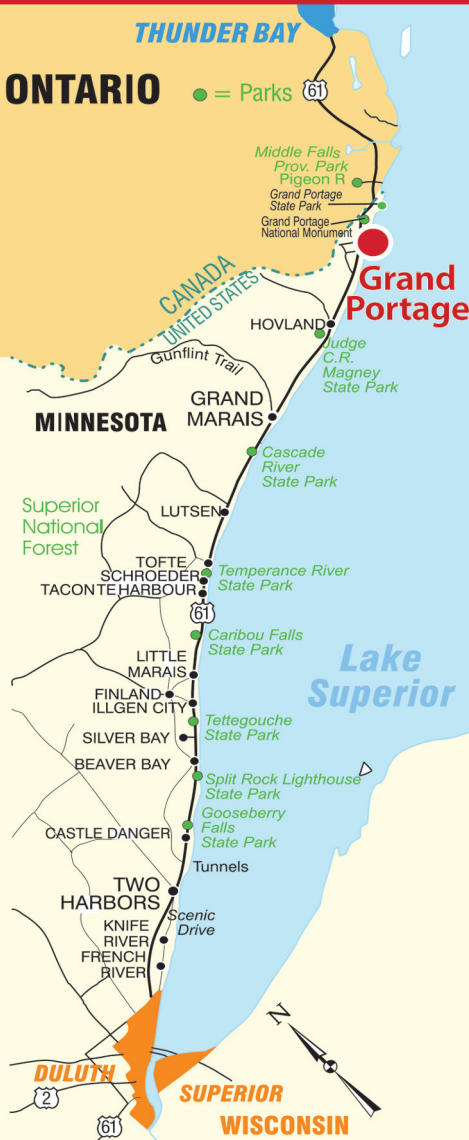 THUNDER BAY
ONTARIO
= Parks
61
Middle Falls
Prov. Park
Pigeon R
Grand Portage
State Park
Grand Portage
National Monument
Grand
Portage
CANADA
UNITED STATES
HOVLAND
Judge
C.R.
Magney
State Park
Gunflint Trail
GRAND
MARAIS
MINNESOTA
Cascade
River
State Park
LUTSEN
Superior
National
Forest
TOFTE
SCHROEDER
TACONTE HARBOUR
Temperance River
State Park
61
Caribou Falls
State Park
LITTLE
MARAIS
Lake
Superior
FINLAND
ILLGEN CITY
Tettegouche
State Park
SILVER BAY
BEAVER BAY
Split Rock Lighthouse
State Park
Gooseberry
Falls
State Park
CASTLE DANGER
Tunnels
TWO
HARBORS
Scenic
Drive
KNIFE
RIVER
FRENCH
RIVER
N
DULUTH
2
61
SUPERIOR
WISCONSIN